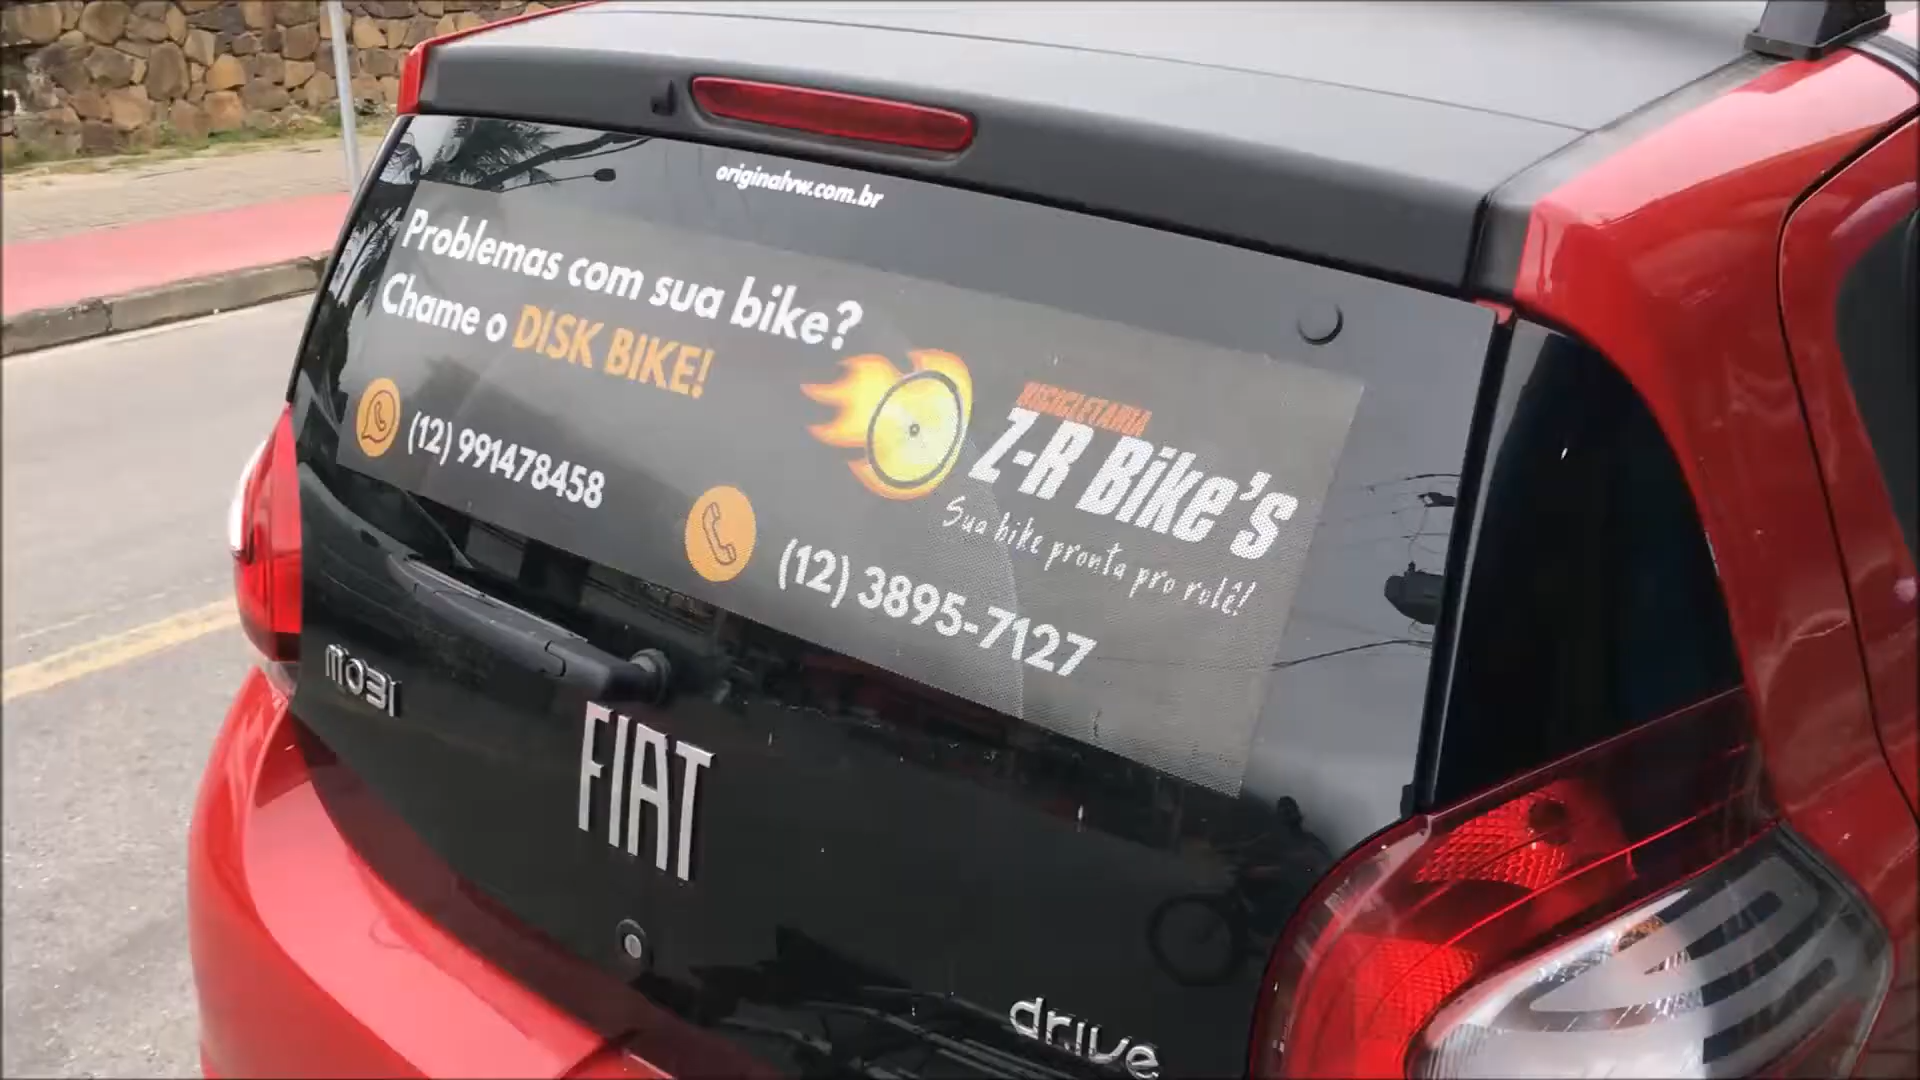 originalvw.com.br
Problemas com sua bike?
Chame o DISK BIKE!
(12) 991478458
(12) 3895-7127
BICICLETARIA
Z-R Bike's
Sua bike pronta pro rolê!
MOBI
FIAT
drive